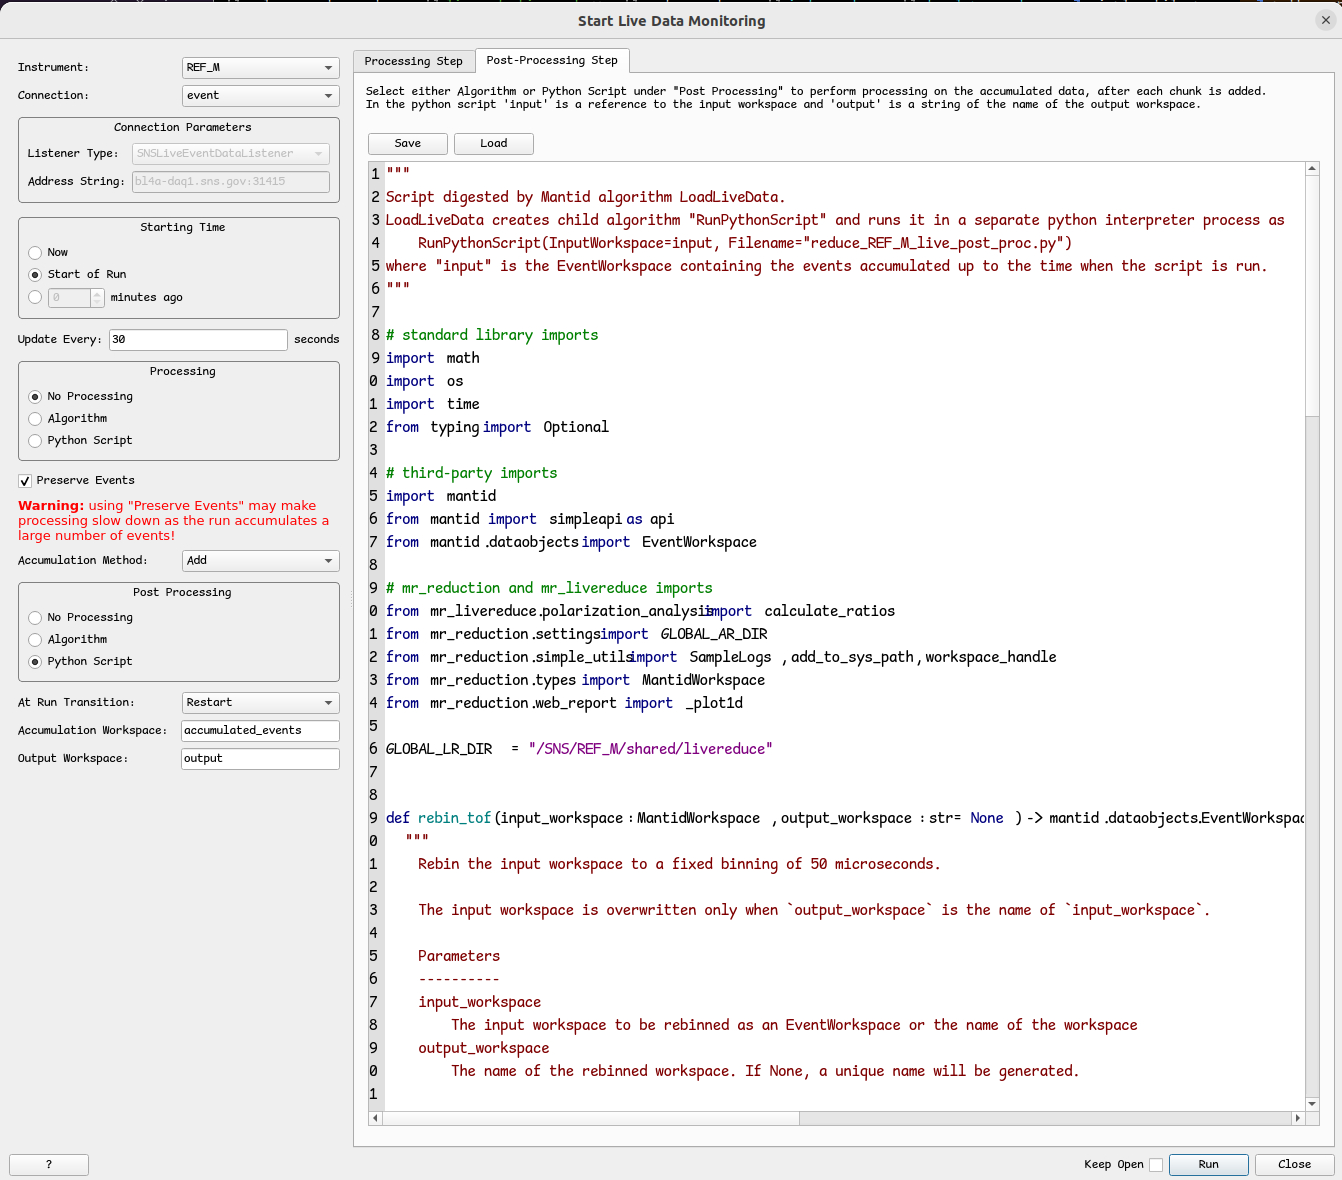 Start Live Data Monitoring
Instrument: REF_M
Connection: event
Connection Parameters
Listener Type: SNSLiveEventDataListener
Address String: bl4a-daq1.sns.gov:31415
Starting Time
Now
Start of Run
0 minutes ago
Update Every: 30 seconds
Processing
No Processing
Algorithm
Python Script
Preserve Events
Warning: using "Preserve Events" may make
processing slow down as the run accumulates a
large number of events!
Accumulation Method: Add
Post Processing
No Processing
Algorithm
Python Script
At Run Transition: Restart
Accumulation Workspace: accumulated_events
Output Workspace: output
?
Processing Step Post-Processing Step
Select either Algorithm or Python Script under "Post Processing" to perform processing on the accumulated data, after each chunk is added.
In the python script 'input' is a reference to the input workspace and 'output' is a string of the name of the output workspace.
Save Load
1 """
2 Script digested by Mantid algorithm LoadLiveData.
3 LoadLiveData creates child algorithm "RunPythonScript" and runs it in a separate python interpreter process as
4 RunPythonScript(InputWorkspace=input, Filename="reduce_REF_M_live_post_proc.py")
5 where "input" is the EventWorkspace containing the events accumulated up to the time when the script is run.
6 """
7
8 # standard library imports
9 import math
0 import os
1 import time
2 from typing import Optional
3
4 # third-party imports
5 import mantid
6 from mantid import simpleapi as api
7 from mantid.dataobjects import EventWorkspace
8
9 # mr_reduction and mr_livereduce imports
0 from mr_livereduce.polarization_analysis import calculate_ratios
1 from mr_reduction.settings import GLOBAL_AR_DIR
2 from mr_reduction.simple_utils import SampleLogs , add_to_sys_path , workspace_handle
3 from mr_reduction.types import MantidWorkspace
4 from mr_reduction.web_report import _plot1d
5
6 GLOBAL_LR_DIR = "/SNS/REF_M/shared/livereduce"
7
8
9 def rebin_tof(input_workspace : MantidWorkspace , output_workspace : str= None ) -> mantid.dataobjects.EventWorkspac
0 """
1 Rebin the input workspace to a fixed binning of 50 microseconds.
2
3 The input workspace is overwritten only when `output_workspace` is the name of `input_workspace`.
4
5 Parameters
6 ----------
7 input_workspace
8 The input workspace to be rebinned as an EventWorkspace or the name of the workspace
9 output_workspace
0 The name of the rebinned workspace. If None, a unique name will be generated.
1
Keep Open Run Close